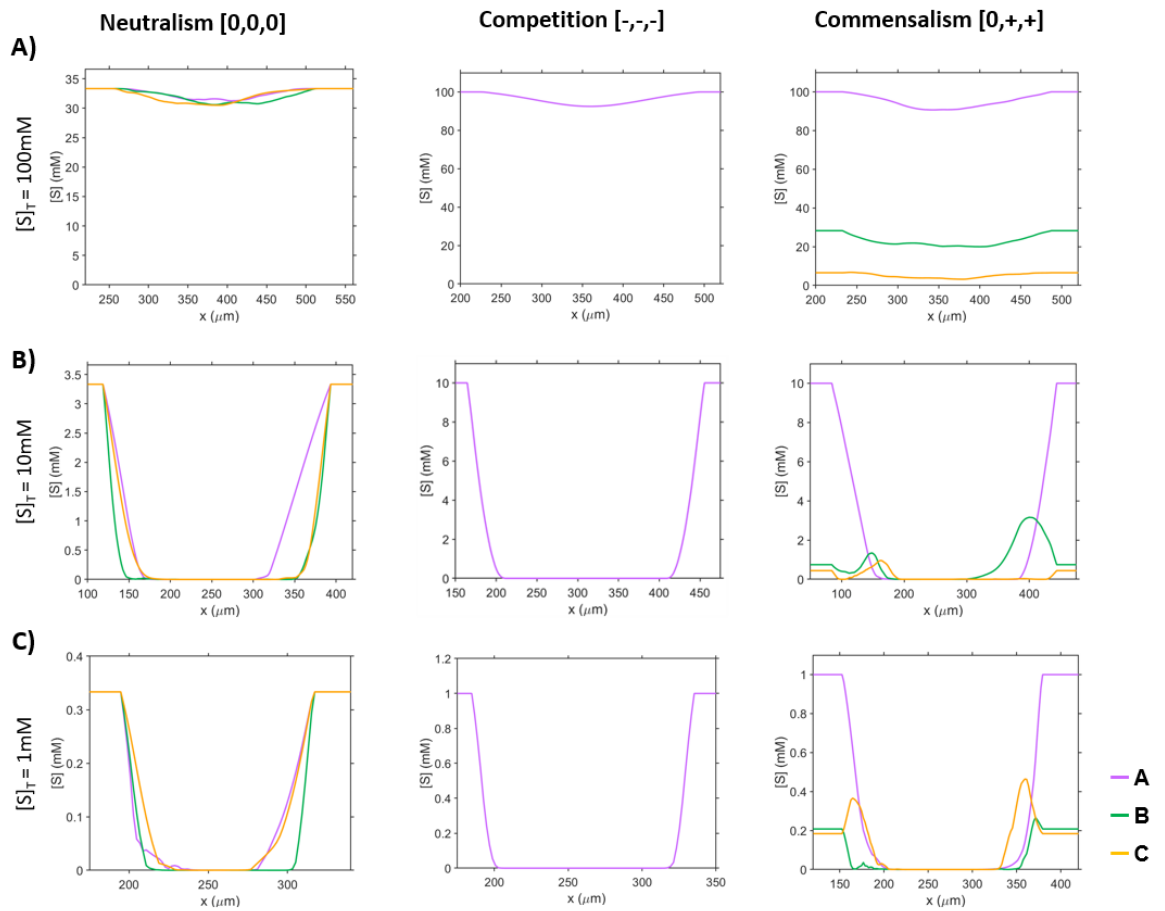 Neutralism [0,0,0]
Competition [-,-,-]
Commensalism [0,+,+]
A)
[S]T = 100mM
35
30
25
20
15
10
5
0
[S] (mM)
250 300 350 400 450 500 550
x (μm)
100
80
60
40
20
0
[S] (mM)
200 250 300 350 400 450 500
x (μm)
100
80
60
40
20
0
[S] (mM)
200 250 300 350 400 450 500
x (μm)
B)
[S]T = 10mM
3.5
3
2.5
2
1.5
1
0.5
0
[S] (mM)
100 150 200 250 300 350 400
x (μm)
10
8
6
4
2
0
[S] (mM)
150 200 250 300 350 400 450
x (μm)
10
8
6
4
2
0
[S] (mM)
100 200 300 400
x (μm)
C)
[S]T = 1mM
0.4
0.3
0.2
0.1
0
[S] (mM)
200 250 300
x (μm)
1.2
1
0.8
0.6
0.4
0.2
0
[S] (mM)
200 250 300 350
x (μm)
1
0.8
0.6
0.4
0.2
0
[S] (mM)
150 200 250 300 350 400
x (μm)
A
B
C